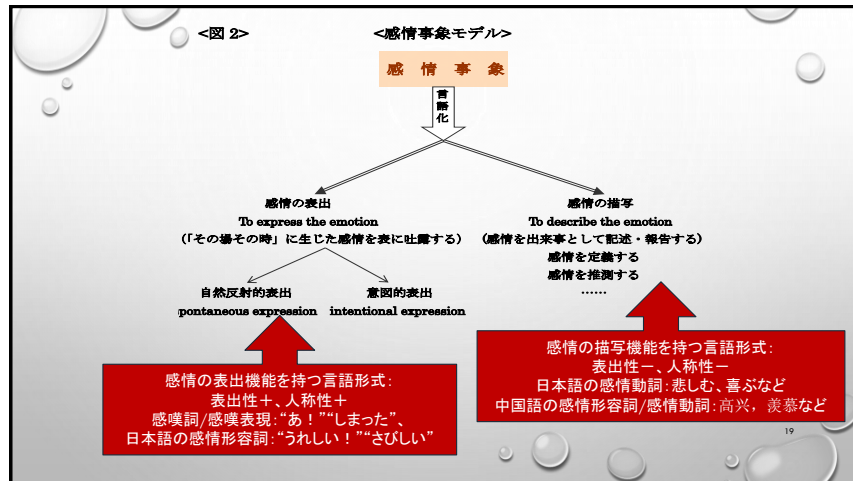 <図 2>
<感情事象モデル>
感 情 事 象
言語化
感情の表出
To express the emotion
(「その場その時」に生じた感情を表に吐露する)
感情の描写
To describe the emotion
(感情を出来事として記述・報告する)
感情を定義する
感情を推測する
……
自然反射的表出
pontaneous expression
意図的表出
intentional expression
感情の表出機能を持つ言語形式:
表出性+、人称性+
感嘆詞/感嘆表現:“あ!”“しまった”、
日本語の感情形容詞:“うれしい!”“さびしい”
感情の描写機能を持つ言語形式:
表出性ー、人称性ー
日本語の感情動詞:悲しむ、喜ぶなど
中国語の感情形容詞/感情動詞:高兴,羡慕など
19